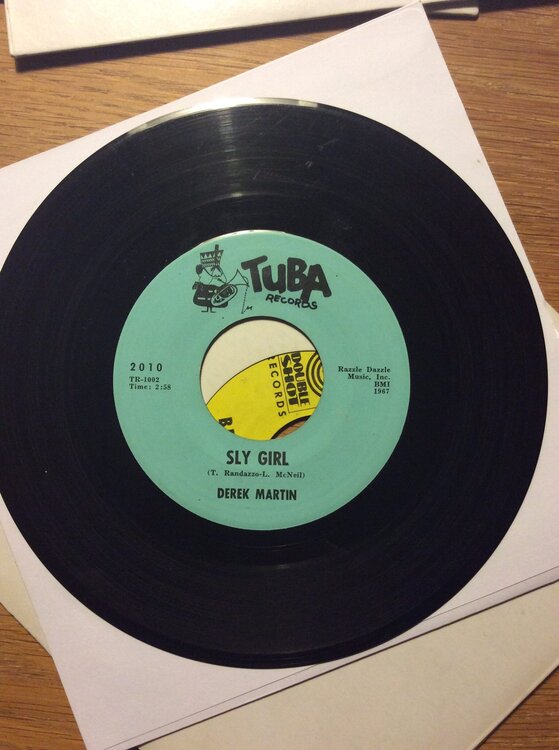 TUBA
RECORDS
2010
TR-1002
Time: 2:58
Razzle Dazzle
Music, Inc.
BMI
1967
DOUBLE
SHOT
RECORDS
SLY GIRL
(T. Randazzo-L. McNeil)
DEREK MARTIN